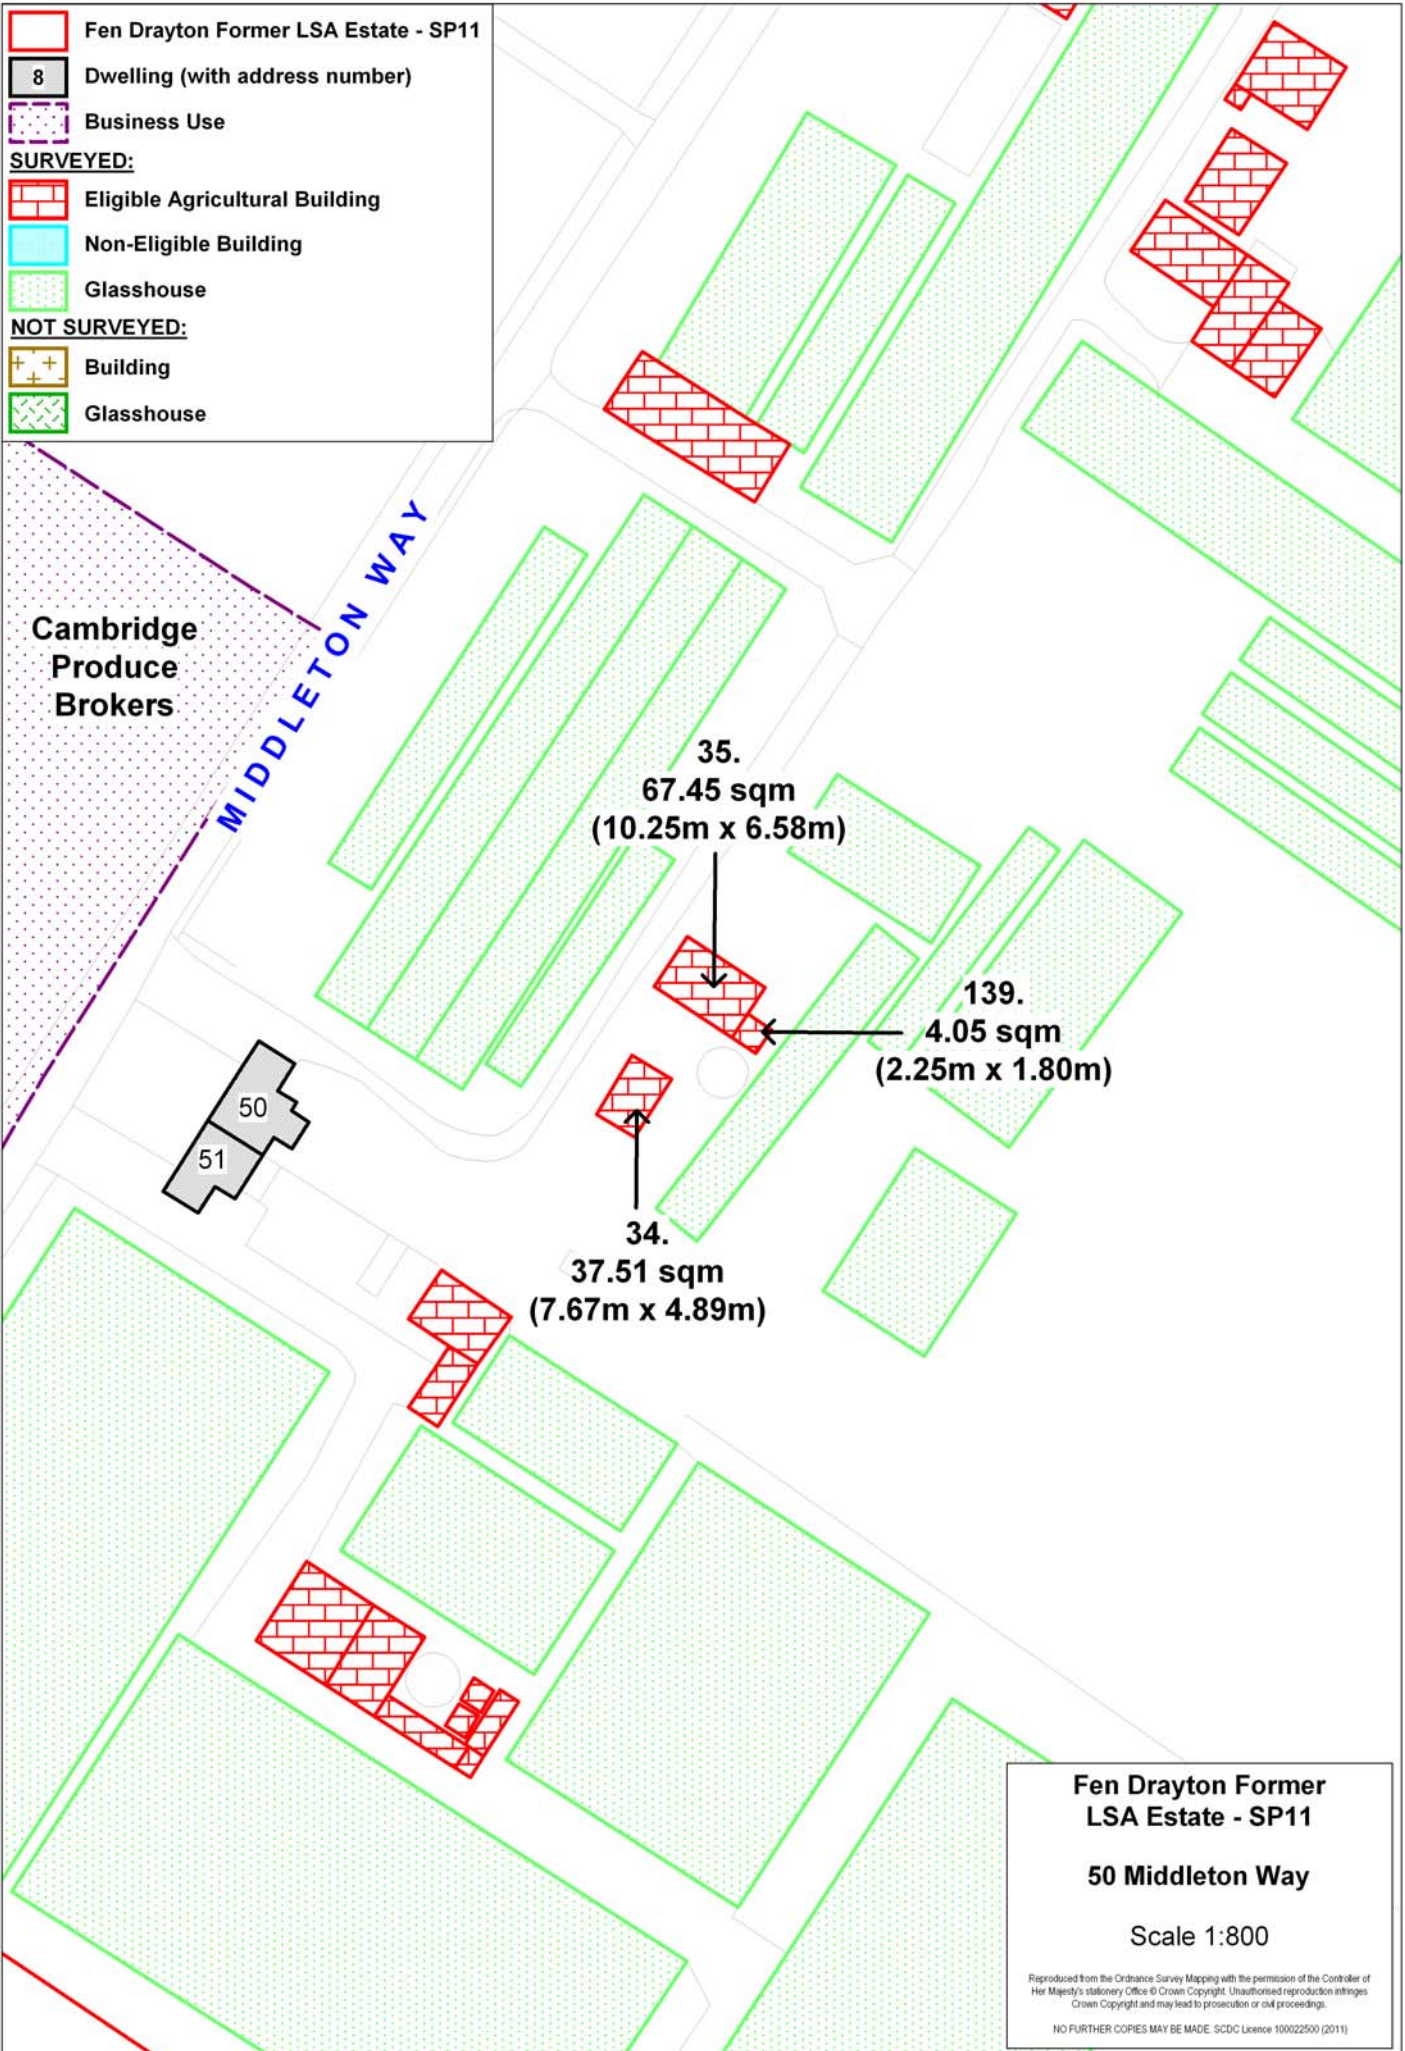 Fen Drayton Former LSA Estate - SP11
8
Dwelling (with address number)
Business Use
SURVEYED:
Eligible Agricultural Building
Non-Eligible Building
Glasshouse
NOT SURVEYED:
Building
Glasshouse
Cambridge
Produce
Brokers
MIDDLETON WAY
35.
67.45 sqm
(10.25m x 6.58m)
139.
4.05 sqm
(2.25m x 1.80m)
50
51
34.
37.51 sqm
(7.67m x 4.89m)
Fen Drayton Former
LSA Estate - SP11
50 Middleton Way
Scale 1:800
Reproduced from the Ordnance Survey Mapping with the permission of the Controller of
Her Majesty's stationery Office © Crown Copyright. Unauthorised reproduction infringes
Crown Copyright and may lead to prosecution or civil proceedings.
NO FURTHER COPIES MAY BE MADE. SCDC Licence 100022500 (2011)